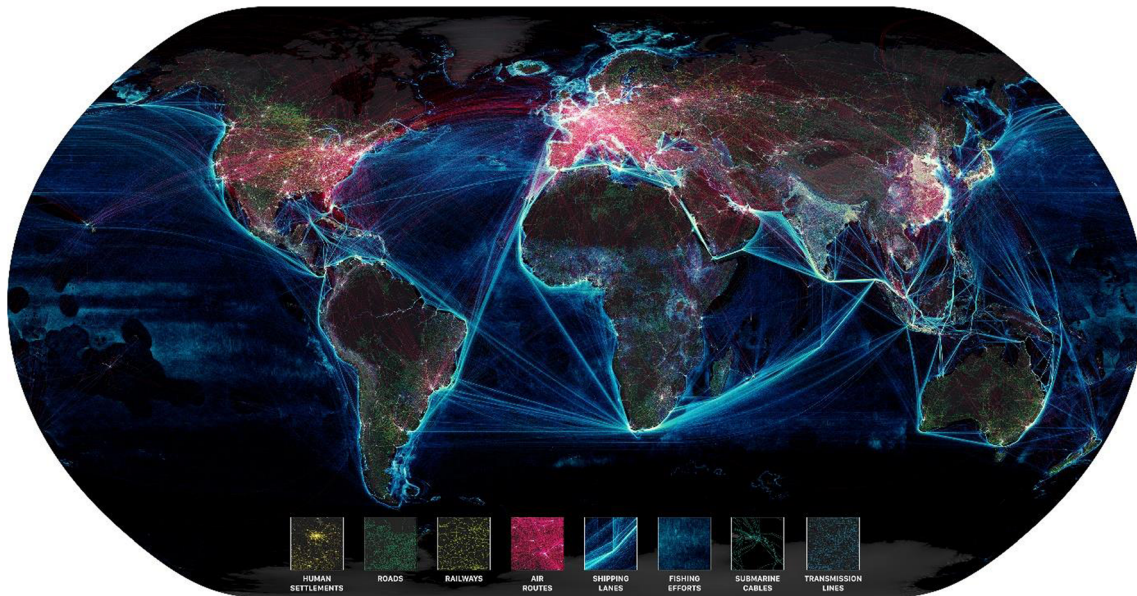 HUMAN
SETTLEMENTS
ROADS
RAILWAYS
AIR
ROUTES
SHIPPING
LANES
FISHING
EFFORTS
SUBMARINE
CABLES
TRANSMISSION
LINES